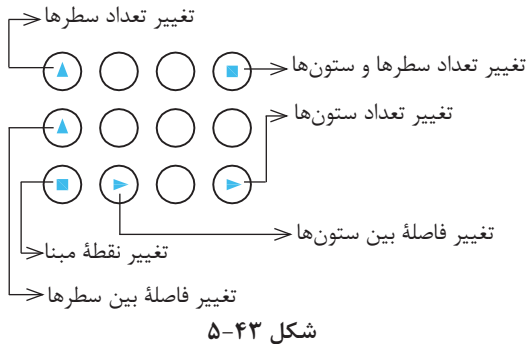 تغییر تعداد سطرها
تغییر تعداد سطرها و ستون‌ها
تغییر تعداد ستون‌ها
تغییر فاصلهٔ بین ستون‌ها
تغییر نقطهٔ مبنا
تغییر فاصلهٔ بین سطرها
شکل ۴۳-۵